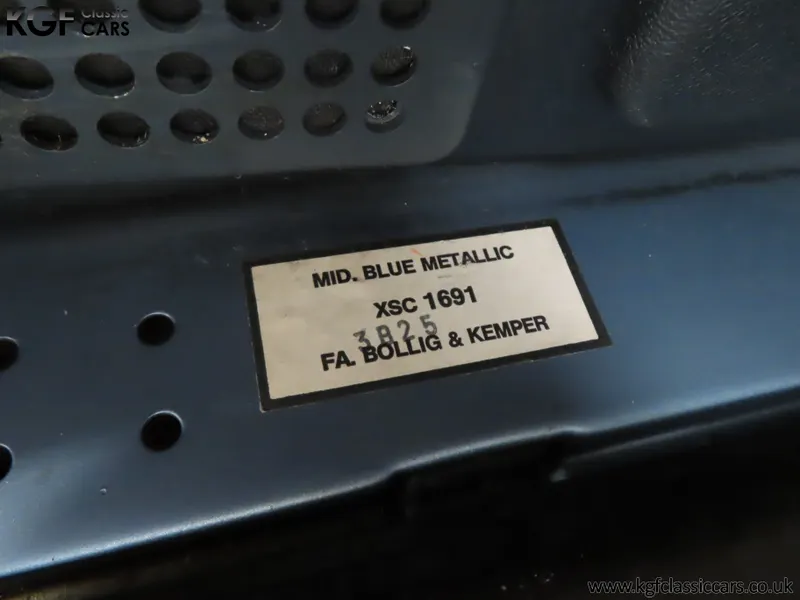 KGF Classic
CARS
MID. BLUE METALLIC
XSC 1691
3825
FA. BOLLIG & KEMPER
www.kgfclassiccars.co.uk